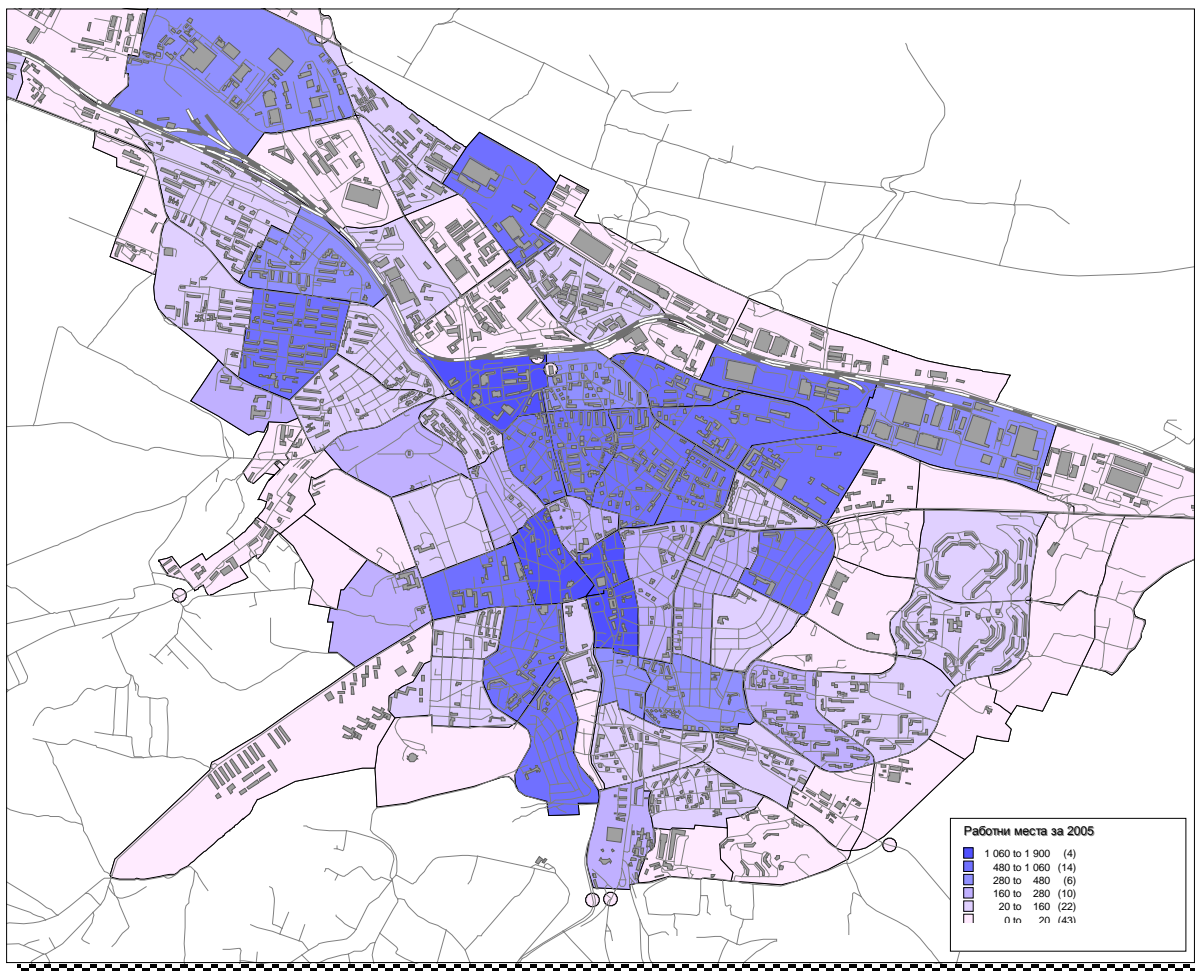 Работни места за 2005
1 060 to 1 900 (4)
480 to 1 060 (14)
280 to 480 (6)
160 to 280 (10)
20 to 160 (22)
0 to 20 (43)